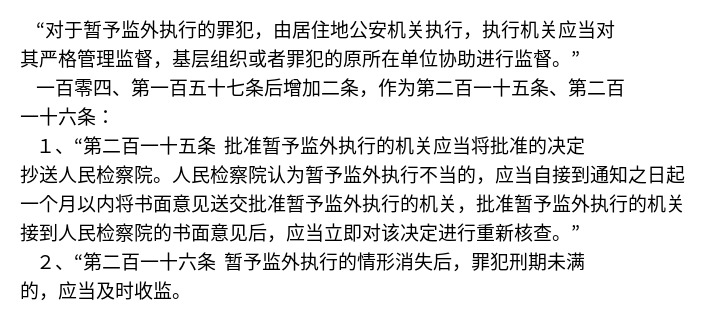 “对于暂予监外执行的罪犯，由居住地公安机关执行，执行机关应当对
其严格管理监督，基层组织或者罪犯的原所在单位协助进行监督。”
一百零四、第一百五十七条后增加二条，作为第二百一十五条、第二百
一十六条：
１、“第二百一十五条 批准暂予监外执行的机关应当将批准的决定
抄送人民检察院。人民检察院认为暂予监外执行不当的，应当自接到通知之日起
一个月以内将书面意见送交批准暂予监外执行的机关，批准暂予监外执行的机关
接到人民检察院的书面意见后，应当立即对该决定进行重新核查。”
２、“第二百一十六条 暂予监外执行的情形消失后，罪犯刑期未满
的，应当及时收监。